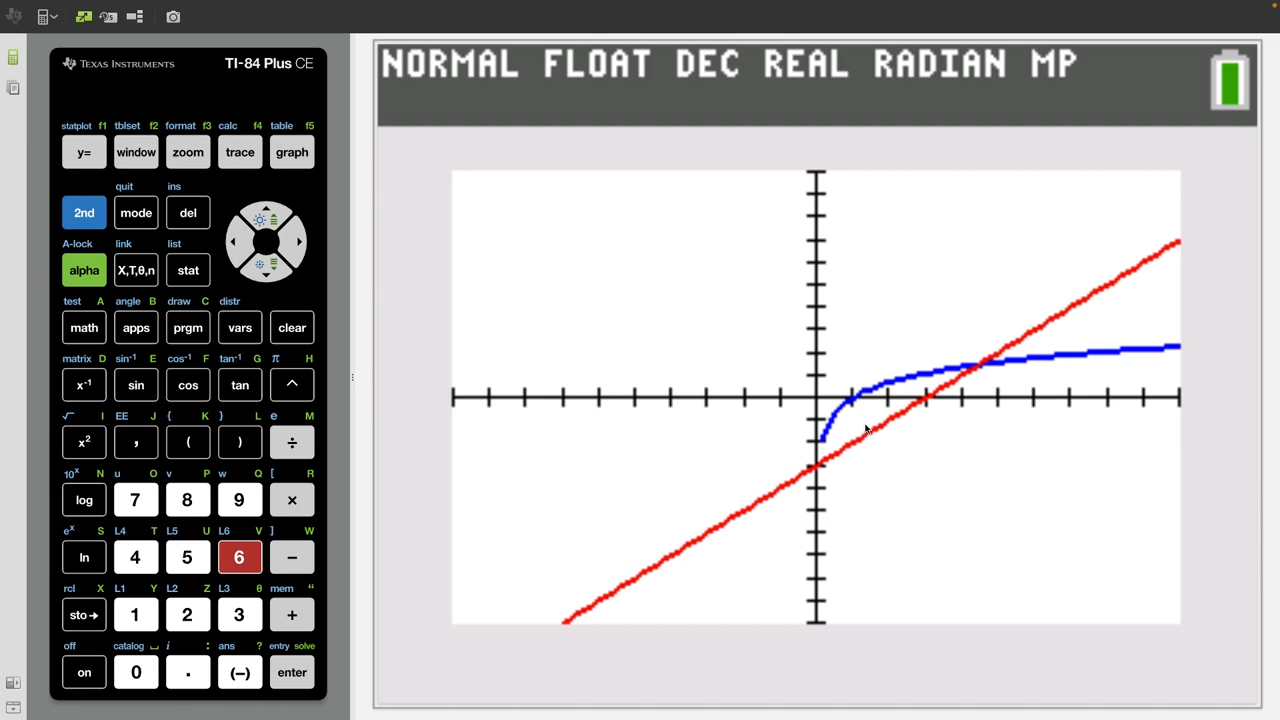 NORMAL FLOAT DEC REAL RADIAN MP
TEXAS INSTRUMENTS TI-84 Plus CE
statplot f1 tblset f2 format f3 calc f4 table f5
y= window zoom trace graph
quit ins
2nd mode del
A-lock link list
alpha X,T,θ,n stat
test A angle B draw C distr
math apps prgm vars clear
matrix D sin⁻¹ E cos⁻¹ F tan⁻¹ G π H
x⁻¹ sin cos tan ^
√ I EE J { K } L e M
x² , ( ) ÷
10ˣ N u O v P w Q [ R
log 7 8 9 ×
eˣ S L4 T L5 U L6 V ] W
ln 4 5 6 −
rcl X L1 Y L2 Z L3 θ mem “
sto→ 1 2 3 +
off catalog ⎵ i : ans ? entry solve
on 0 . (−) enter